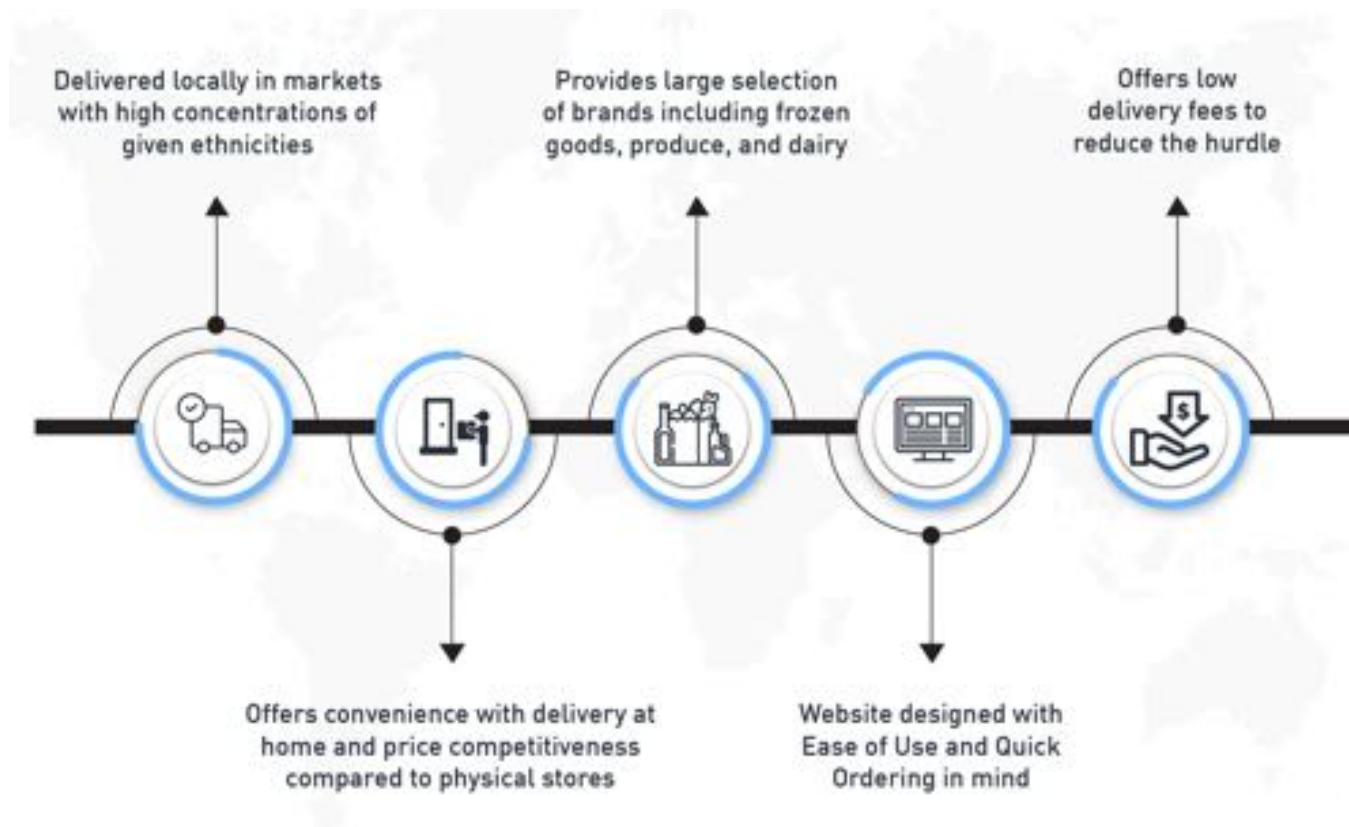 Delivered locally in markets
with high concentrations of
given ethnicities
Offers convenience with delivery at
home and price competitiveness
compared to physical stores
Provides large selection
of brands including frozen
goods, produce, and dairy
Website designed with
Ease of Use and Quick
Ordering in mind
Offers low
delivery fees to
reduce the hurdle
$